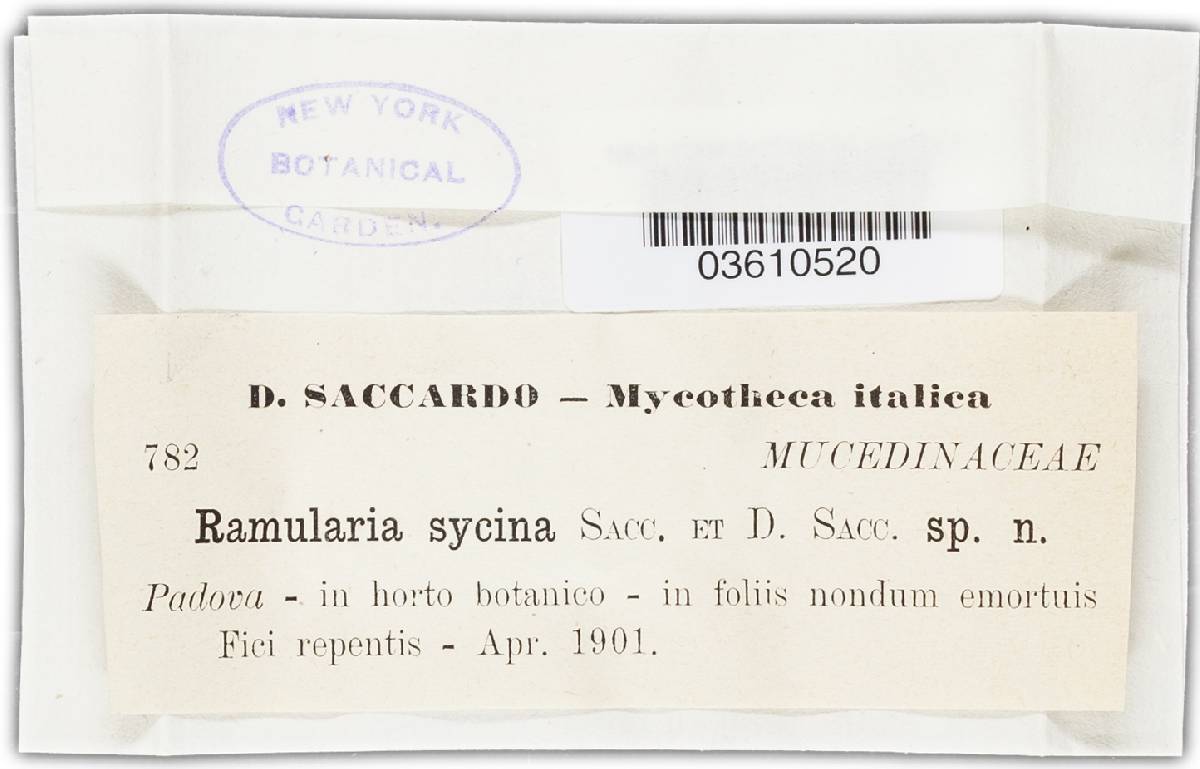 NEW YORK
BOTANICAL
GARDEN.
03610520
D. SACCARDO — Mycotheca italica
782 MUCEDINACEAE
Ramularia sycina SACC. ET D. SACC. sp. n.
Padova - in horto botanico - in foliis nondum emortuis
Fici repentis - Apr. 1901.